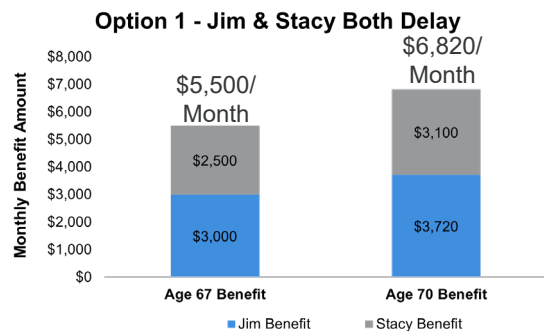 Option 1 - Jim & Stacy Both Delay
$6,820/
Month
$5,500/
Month
Monthly Benefit Amount
$8,000
$7,000
$6,000
$5,000
$4,000
$3,000
$2,000
$1,000
$0
$2,500
$3,000
$3,100
$3,720
Age 67 Benefit
Age 70 Benefit
Jim Benefit
Stacy Benefit